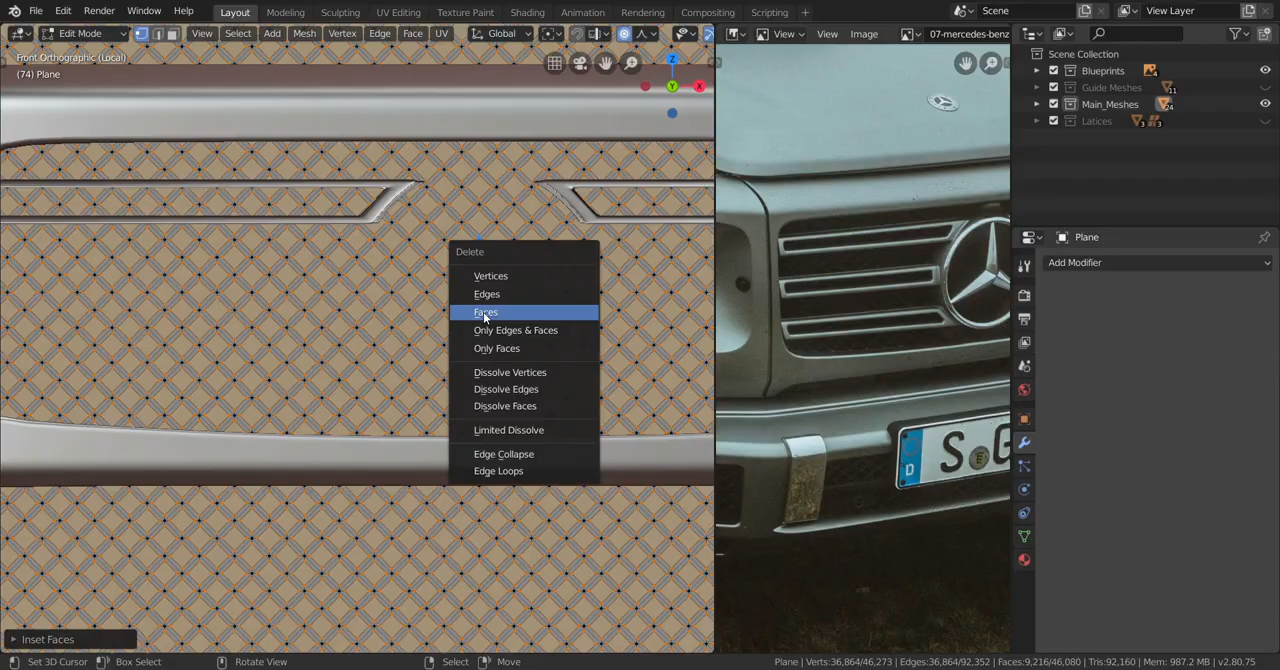 File Edit Render Window Help Layout Modeling Sculpting UV Editing Texture Paint Shading Animation Rendering Compositing Scripting + Scene View Layer
Edit Mode View Select Add Mesh Vertex Edge Face UV Global View View Image 07-mercedes-benz
Front Orthographic (Local)
(74) Plane
Z
Y
X
Scene Collection
Blueprints 4
Guide Meshes 11
Main_Meshes 24
Latices 3 3
Plane
Add Modifier
Delete
Vertices
Edges
Faces
Only Edges & Faces
Only Faces
Dissolve Vertices
Dissolve Edges
Dissolve Faces
Limited Dissolve
Edge Collapse
Edge Loops
D S G
Inset Faces
Set 3D Cursor Box Select Rotate View Select Move Plane | Verts:36,864/46,273 | Edges:36,864/92,352 | Faces:9,216/46,080 | Tris:92,160 | Mem: 987.2 MB | v2.80.75